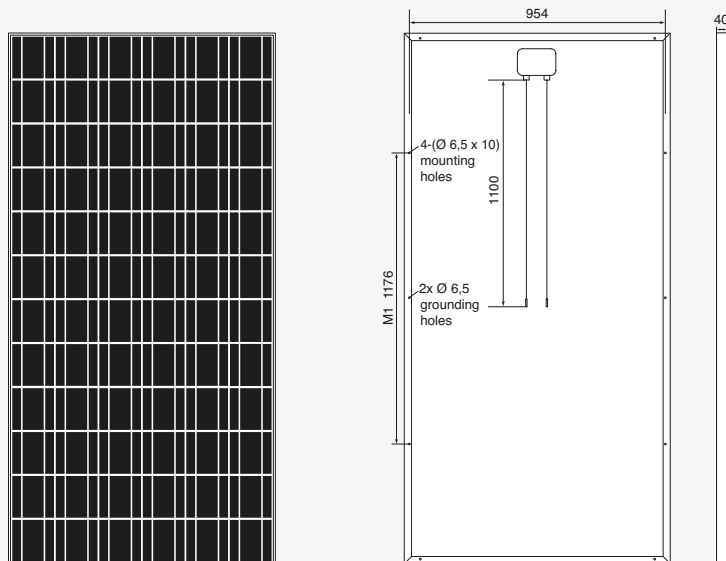 954
40
4-(Ø 6,5 x 10)
mounting
holes
1100
M1 1176
2x Ø 6,5
grounding
holes